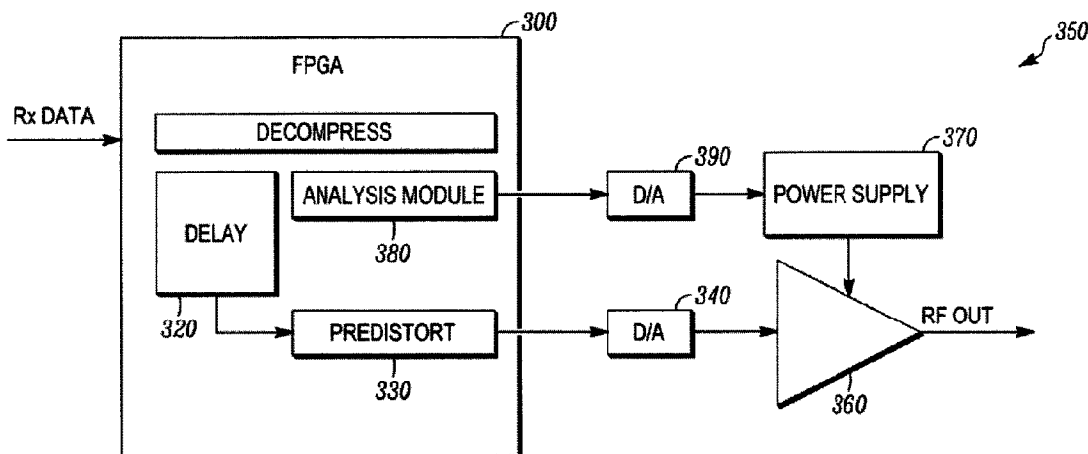 300
FPGA
350
Rx DATA
DECOMPRESS
390
370
ANALYSIS MODULE
D/A
POWER SUPPLY
DELAY
380
340
320
PREDISTORT
D/A
RF OUT
330
360